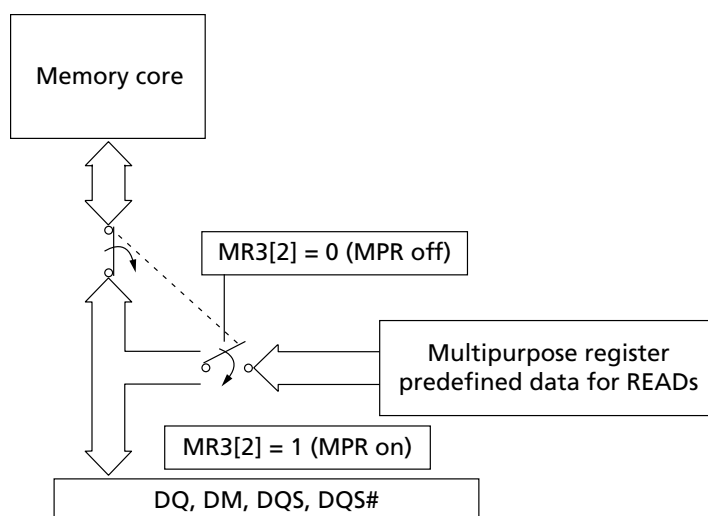 Memory core
MR3[2] = 0 (MPR off)
Multipurpose register
predefined data for READs
MR3[2] = 1 (MPR on)
DQ, DM, DQS, DQS#